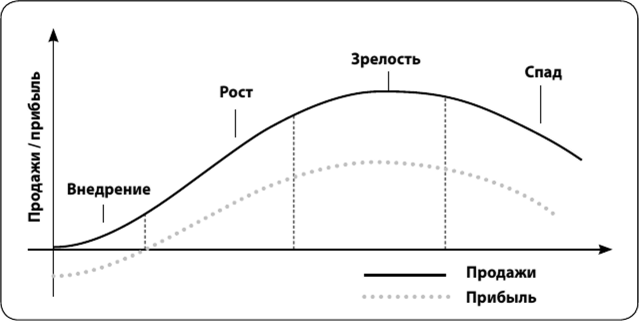 Зрелость
Спад
Рост
Внедрение
Продажи / прибыль
Продажи
Прибыль